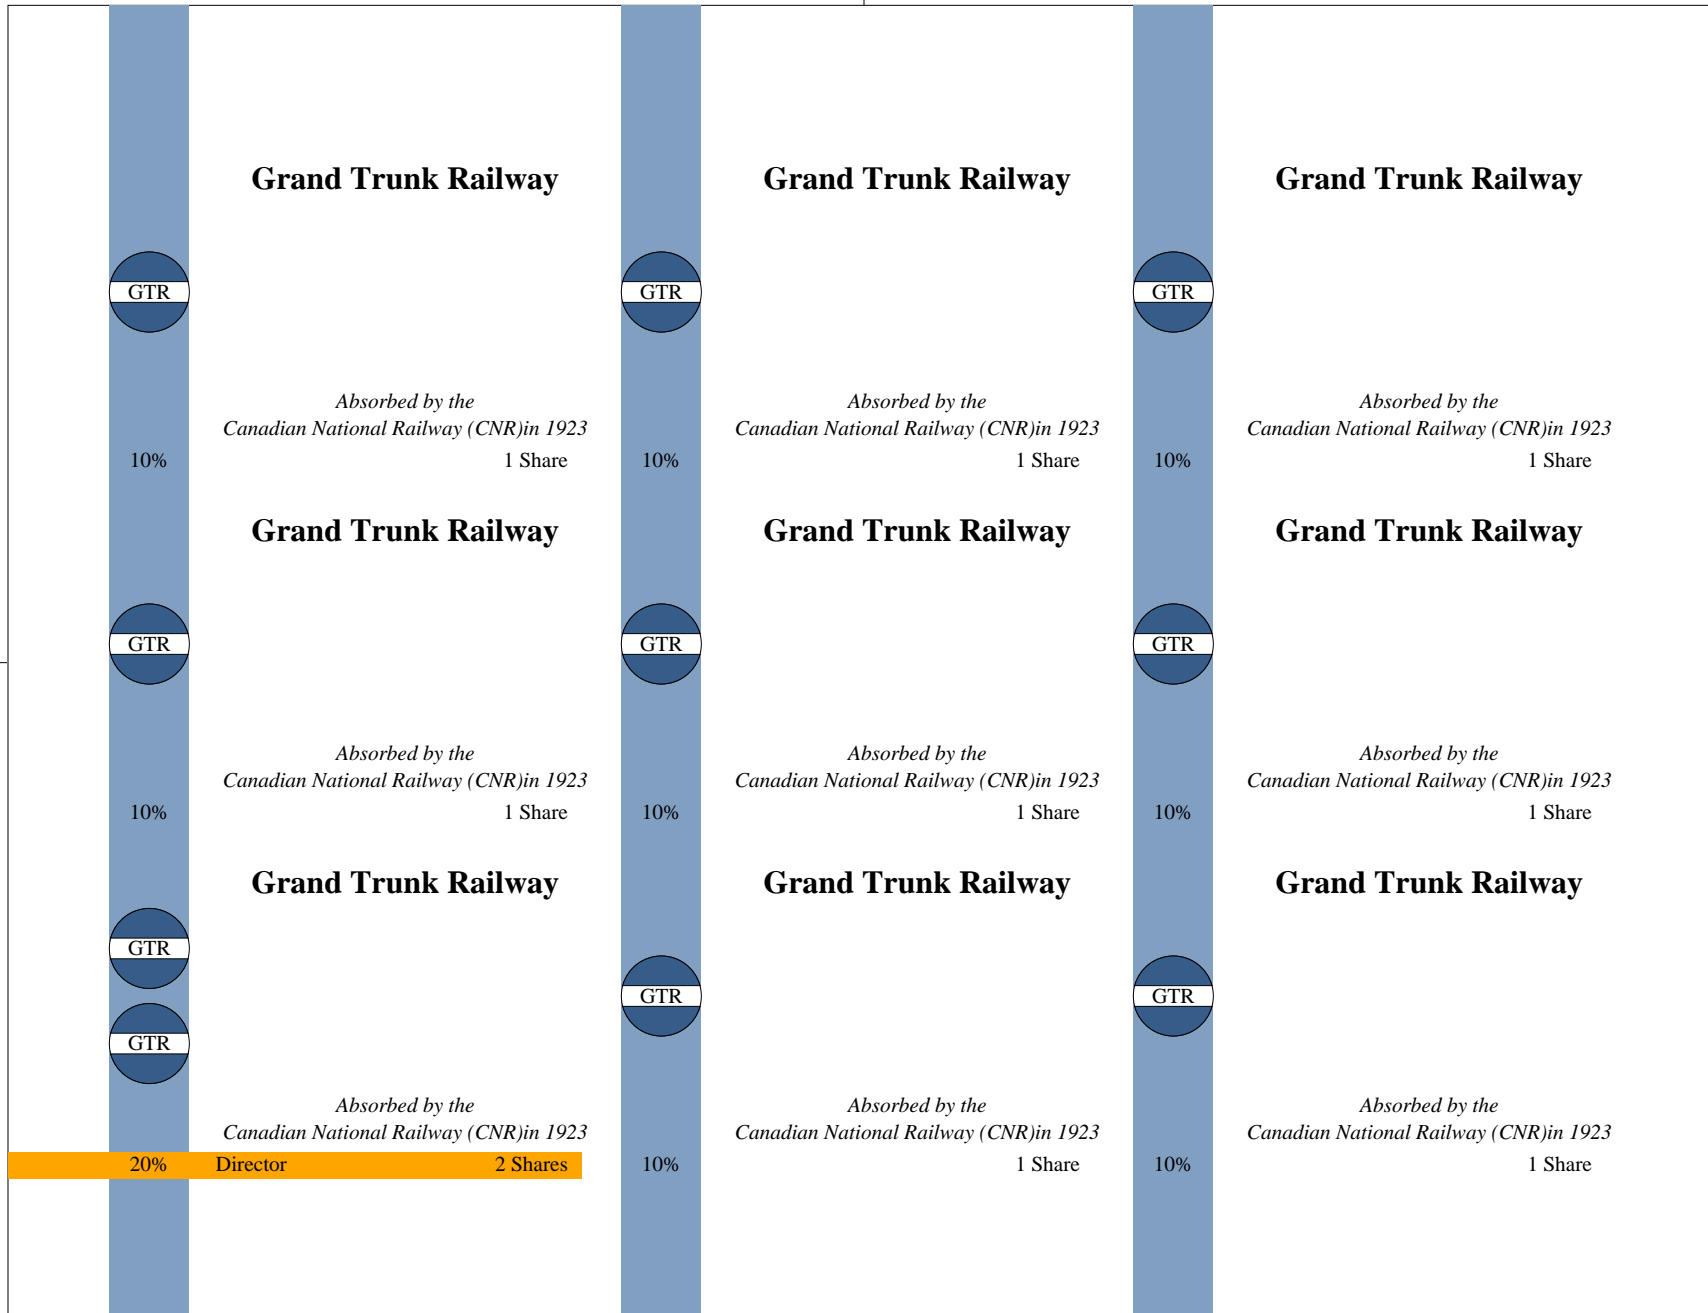 Grand Trunk Railway
GTR
Absorbed by the
Canadian National Railway (CNR)in 1923
10% 1 Share
Grand Trunk Railway
GTR
Absorbed by the
Canadian National Railway (CNR)in 1923
10% 1 Share
Grand Trunk Railway
GTR
Absorbed by the
Canadian National Railway (CNR)in 1923
10% 1 Share
Grand Trunk Railway
GTR
Absorbed by the
Canadian National Railway (CNR)in 1923
10% 1 Share
Grand Trunk Railway
GTR
Absorbed by the
Canadian National Railway (CNR)in 1923
10% 1 Share
Grand Trunk Railway
GTR
Absorbed by the
Canadian National Railway (CNR)in 1923
10% 1 Share
Grand Trunk Railway
GTR
GTR
Absorbed by the
Canadian National Railway (CNR)in 1923
20% Director 2 Shares
Grand Trunk Railway
GTR
Absorbed by the
Canadian National Railway (CNR)in 1923
10% 1 Share
Grand Trunk Railway
GTR
Absorbed by the
Canadian National Railway (CNR)in 1923
10% 1 Share